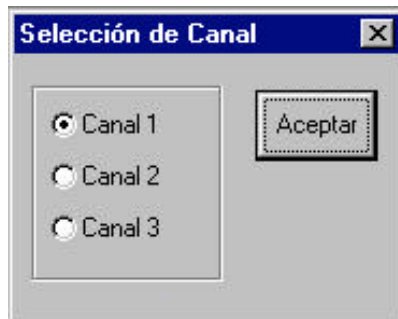 Selección de Canal
Canal 1
Aceptar
Canal 2
Canal 3